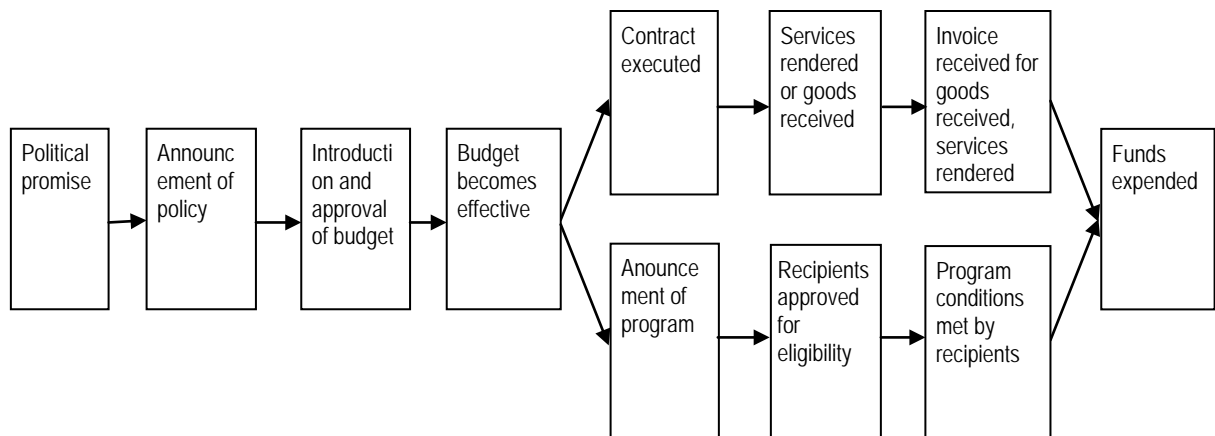 Political
promise
Announc
ement of
policy
Introducti
on and
approval
of budget
Budget
becomes
effective
Contract
executed
Services
rendered
or goods
received
Invoice
received for
goods
received,
services
rendered
Anounce
ment of
program
Recipients
approved
for
eligibility
Program
conditions
met by
recipients
Funds
expended